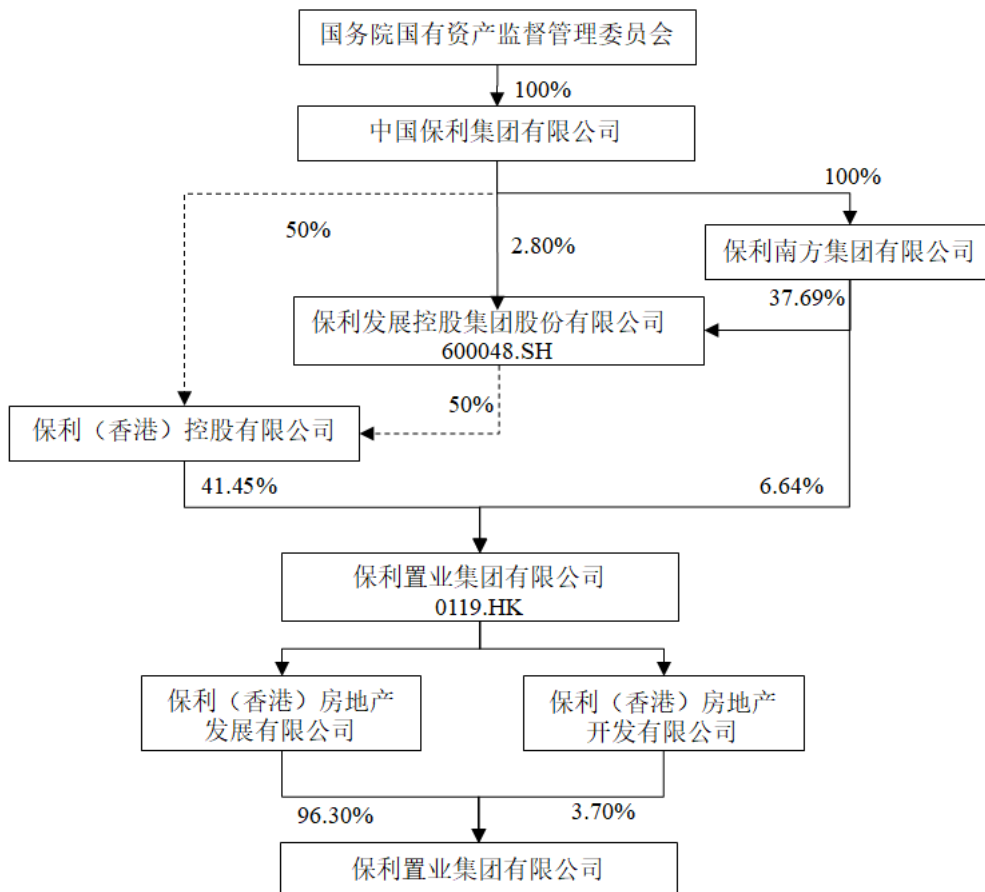 国务院国有资产监督管理委员会
100%
中国保利集团有限公司
100%
50%
2.80%
保利南方集团有限公司
37.69%
保利发展控股集团股份有限公司
600048.SH
50%
保利（香港）控股有限公司
41.45%
6.64%
保利置业集团有限公司
0119.HK
保利（香港）房地产
发展有限公司
保利（香港）房地产
开发有限公司
96.30%
3.70%
保利置业集团有限公司